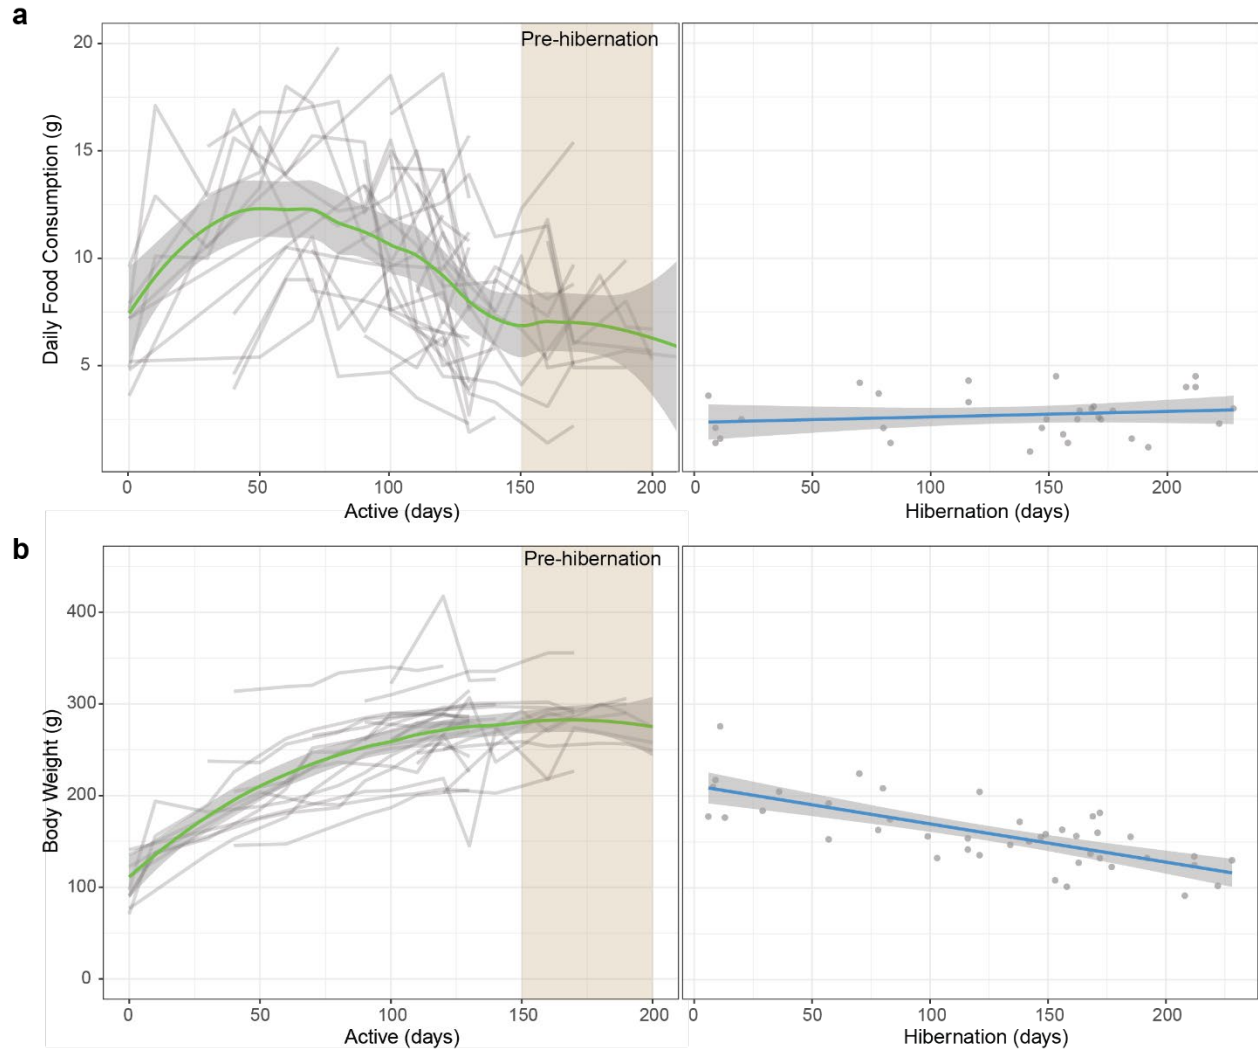 a
Pre-hibernation
20
15
10
5
Daily Food Consumption (g)
0 50 100 150 200
Active (days)
0 50 100 150 200
Hibernation (days)
b
Pre-hibernation
400
300
200
100
0
Body Weight (g)
0 50 100 150 200
Active (days)
0 50 100 150 200
Hibernation (days)